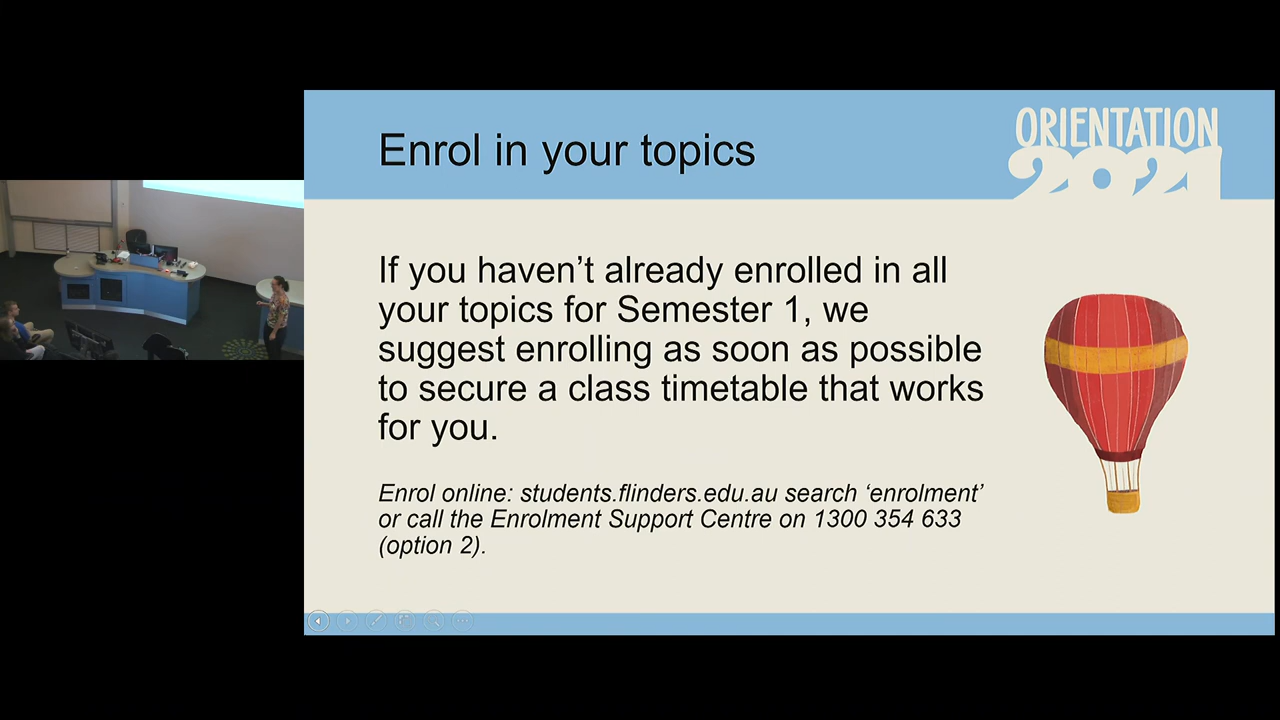 Enrol in your topics
ORIENTATION
2021
If you haven’t already enrolled in all
your topics for Semester 1, we
suggest enrolling as soon as possible
to secure a class timetable that works
for you.
Enrol online: students.flinders.edu.au search ‘enrolment’
or call the Enrolment Support Centre on 1300 354 633
(option 2).